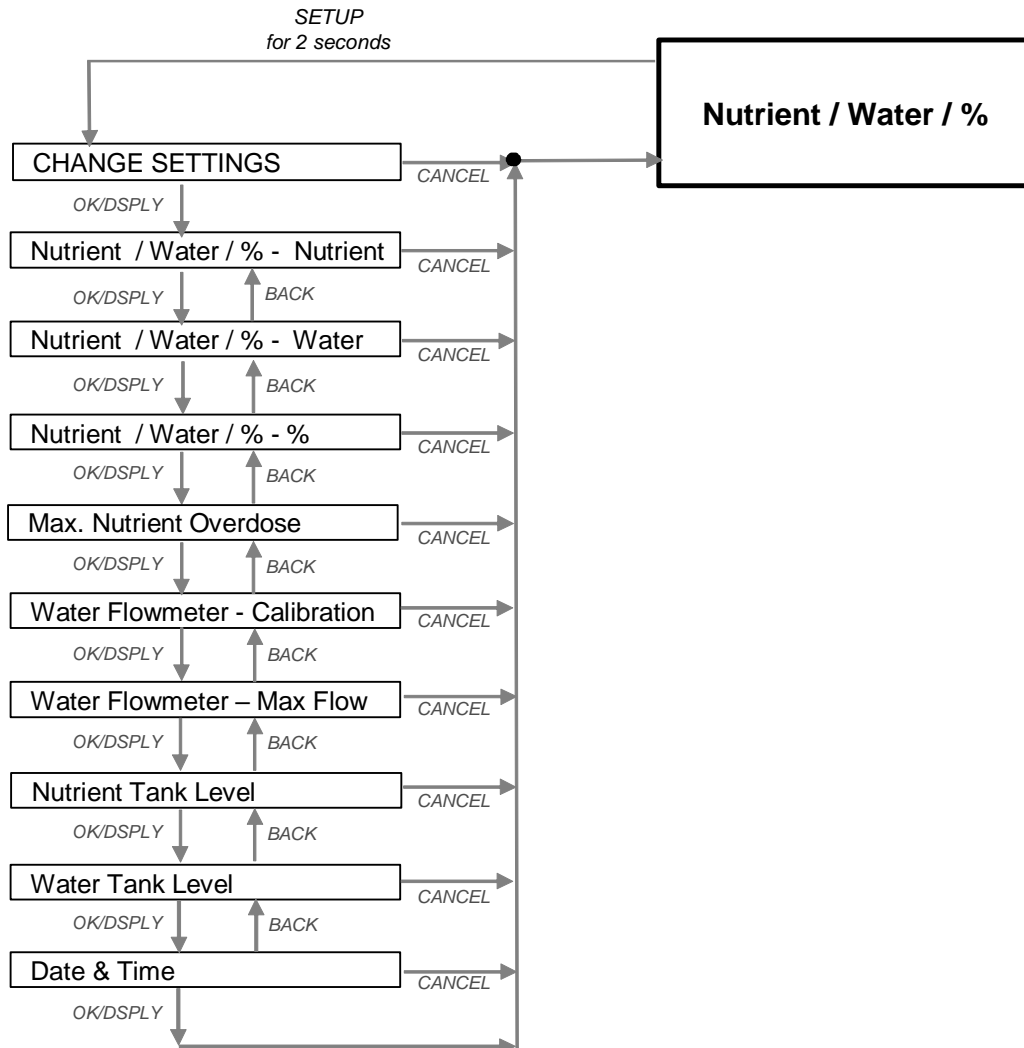 SETUP
for 2 seconds
Nutrient / Water / %
CHANGE SETTINGS
CANCEL
OK/DSPLY
Nutrient / Water / % - Nutrient
CANCEL
OK/DSPLY
BACK
Nutrient / Water / % - Water
CANCEL
OK/DSPLY
BACK
Nutrient / Water / % - %
CANCEL
OK/DSPLY
BACK
Max. Nutrient Overdose
CANCEL
OK/DSPLY
BACK
Water Flowmeter - Calibration
CANCEL
OK/DSPLY
BACK
Water Flowmeter – Max Flow
CANCEL
OK/DSPLY
BACK
Nutrient Tank Level
CANCEL
OK/DSPLY
BACK
Water Tank Level
CANCEL
OK/DSPLY
BACK
Date & Time
CANCEL
OK/DSPLY